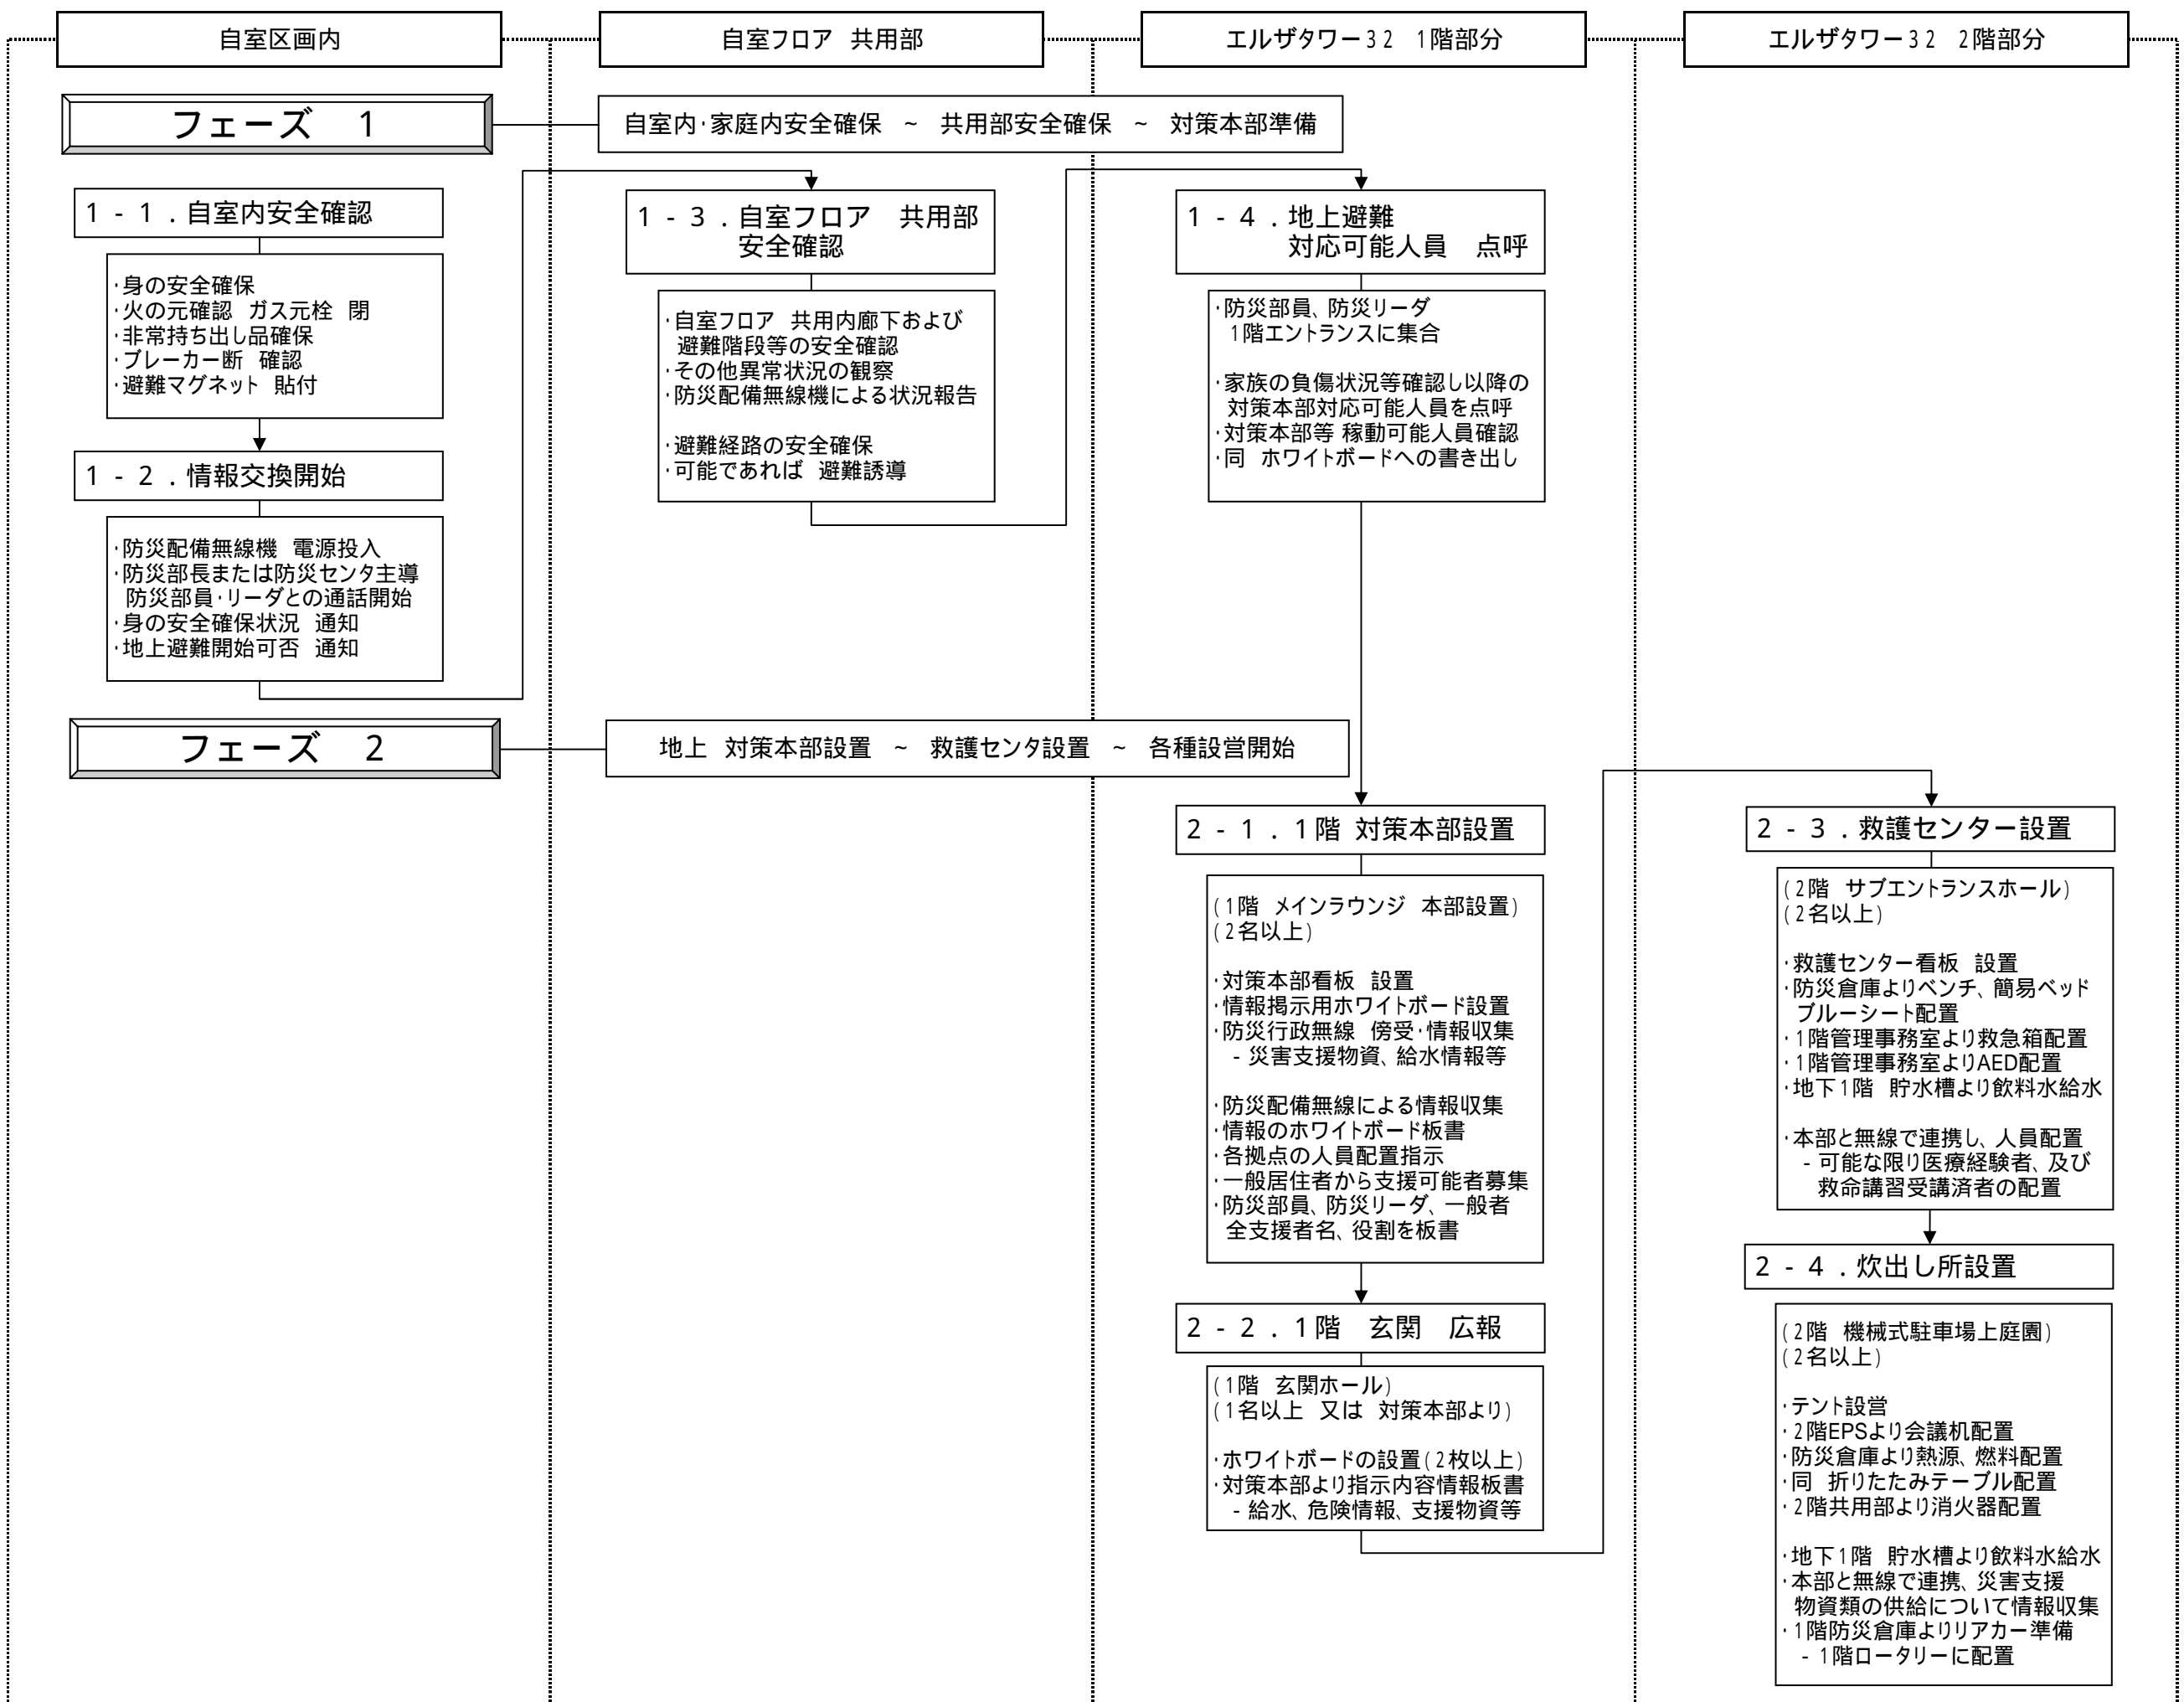 自室区画内
自室フロア 共用部
エルザタワー32 1階部分
エルザタワー32 2階部分
フェーズ 1
自室内・家庭内安全確保 ~ 共用部安全確保 ~ 対策本部準備
1-1.自室内安全確認
・身の安全確保
・火の元確認 ガス元栓 閉
・非常持ち出し品確保
・ブレーカー断 確認
・避難マグネット 貼付
1-2.情報交換開始
・防災配備無線機 電源投入
・防災部長または防災センタ主導
防災部員・リーダとの通話開始
・身の安全確保状況 通知
・地上避難開始可否 通知
1-3.自室フロア 共用部
安全確認
・自室フロア 共用内廊下および
避難階段等の安全確認
・その他異常状況の観察
・防災配備無線機による状況報告
・避難経路の安全確保
・可能であれば 避難誘導
1-4.地上避難
対応可能人員 点呼
・防災部員、防災リーダ
1階エントランスに集合
・家族の負傷状況等確認し以降の
対策本部対応可能人員を点呼
・対策本部等 稼動可能人員確認
・同 ホワイトボードへの書き出し
フェーズ 2
地上 対策本部設置 ~ 救護センタ設置 ~ 各種設営開始
2-1.1階 対策本部設置
(1階 メインラウンジ 本部設置)
(2名以上)
・対策本部看板 設置
・情報掲示用ホワイトボード設置
・防災行政無線 傍受・情報収集
- 災害支援物資、給水情報等
・防災配備無線による情報収集
・情報のホワイトボード板書
・各拠点の人員配置指示
・一般居住者から支援可能者募集
・防災部員、防災リーダ、一般者
全支援者名、役割を板書
2-2.1階 玄関 広報
(1階 玄関ホール)
(1名以上 又は 対策本部より)
・ホワイトボードの設置(2枚以上)
・対策本部より指示内容情報板書
- 給水、危険情報、支援物資等
2-3.救護センター設置
(2階 サブエントランスホール)
(2名以上)
・救護センター看板 設置
・防災倉庫よりベンチ、簡易ベッド
ブルーシート配置
・1階管理事務室より救急箱配置
・1階管理事務室よりAED配置
・地下1階 貯水槽より飲料水給水
・本部と無線で連携し、人員配置
- 可能な限り医療経験者、及び
救命講習受講済者の配置
2-4.炊出し所設置
(2階 機械式駐車場上庭園)
(2名以上)
・テント設営
・2階EPSより会議机配置
・防災倉庫より熱源、燃料配置
・同 折りたたみテーブル配置
・2階共用部より消火器配置
・地下1階 貯水槽より飲料水給水
・本部と無線で連携、災害支援
物資類の供給について情報収集
・1階防災倉庫よりリアカー準備
- 1階ロータリーに配置